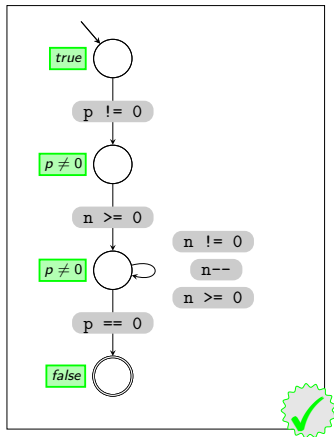 true
p != 0
p ≠ 0
n >= 0
n != 0
p ≠ 0
n--
n >= 0
p == 0
false